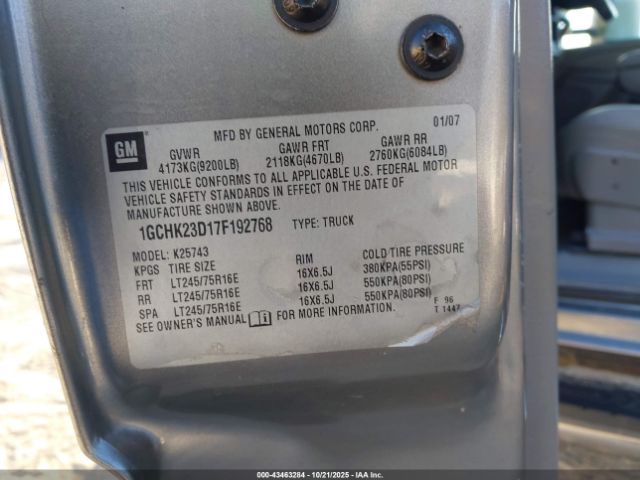 MFD BY GENERAL MOTORS CORP. 01/07
GM
GVWR GAWR FRT GAWR RR
4173KG(9200LB) 2118KG(4670LB) 2760KG(6084LB)
THIS VEHICLE CONFORMS TO ALL APPLICABLE U.S. FEDERAL MOTOR
VEHICLE SAFETY STANDARDS IN EFFECT ON THE DATE OF
MANUFACTURE SHOWN ABOVE.
1GCHK23D17F192768 TYPE: TRUCK
MODEL: K25743
KPGS TIRE SIZE RIM COLD TIRE PRESSURE
FRT LT245/75R16E 16X6.5J 380KPA(55PSI)
RR LT245/75R16E 16X6.5J 550KPA(80PSI)
SPA LT245/75R16E 16X6.5J 550KPA(80PSI)
SEE OWNER'S MANUAL FOR MORE INFORMATION.
F 96
T 1447
000-43463284 - 10/21/2025 - IAAI.COM